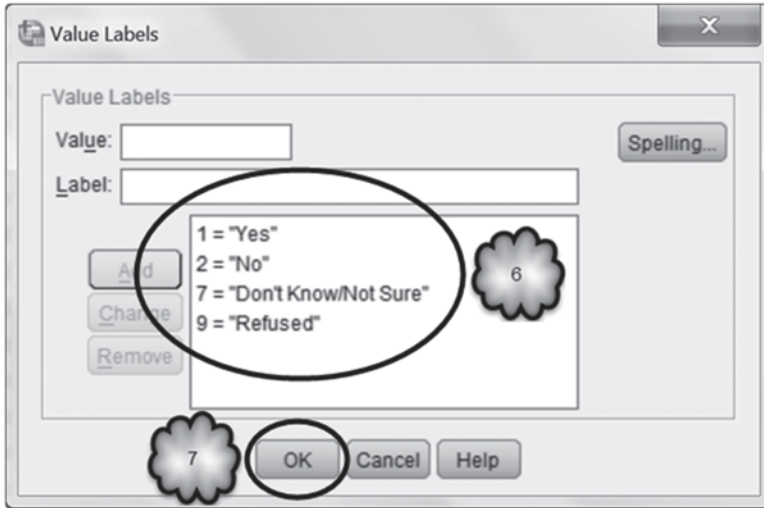 Value Labels
Value Labels
Value:
Spelling...
Label:
1 = "Yes"
Add
2 = "No"
6
7 = "Don't Know/Not Sure"
Change
9 = "Refused"
Remove
7
OK
Cancel
Help